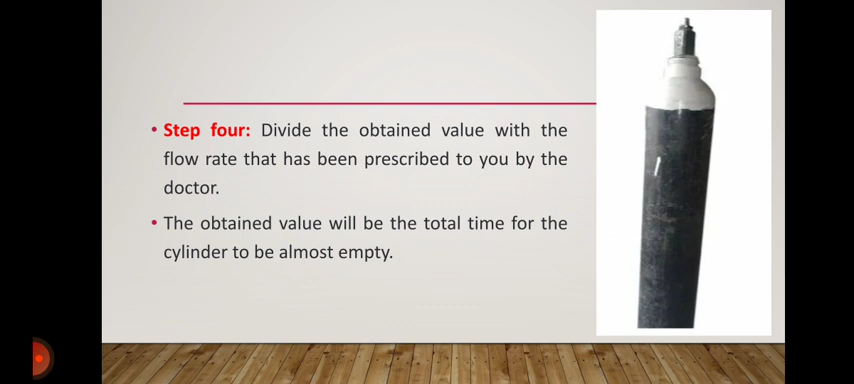 • Step four: Divide the obtained value with the
flow rate that has been prescribed to you by the
doctor.
• The obtained value will be the total time for the
cylinder to be almost empty.